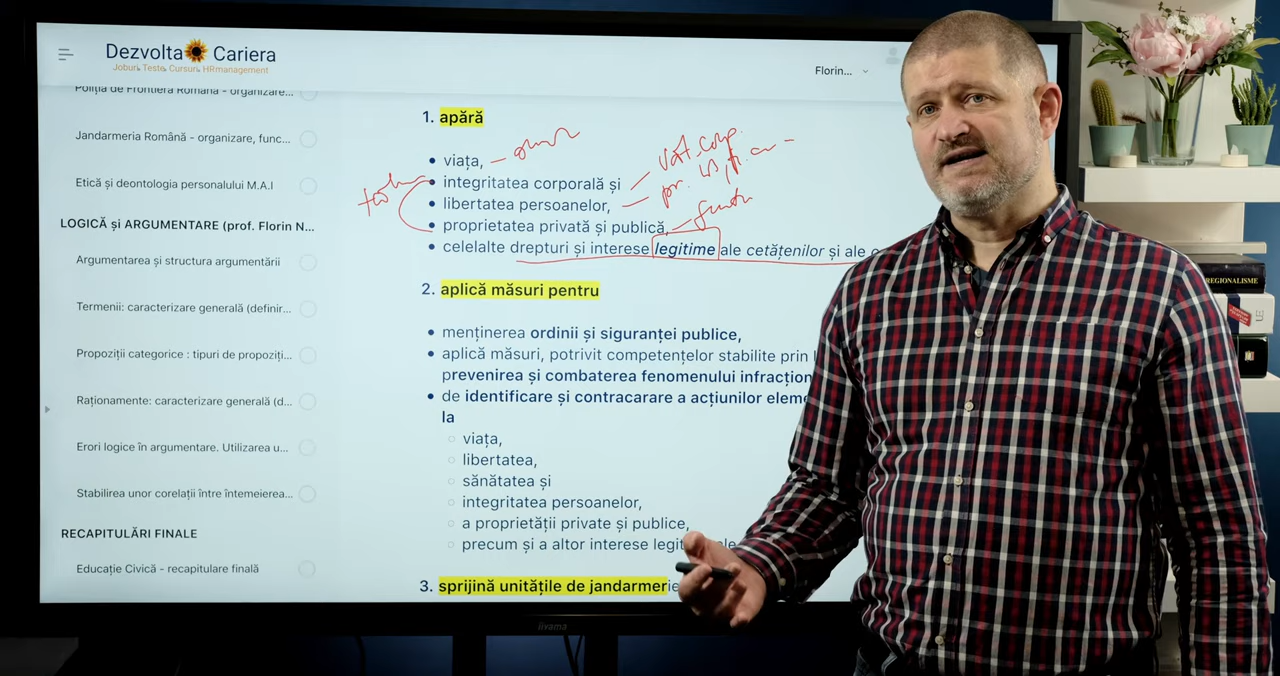 Dezvolta Cariera
Joburi, Teste, Cursuri, HRmanagement
Florin...
Poliția de Frontieră Română - organizare...
Jandarmeria Română - organizare, func...
Etică și deontologia personalului M.A.I
LOGICĂ și ARGUMENTARE (prof. Florin N...
Argumentarea și structura argumentării
Termenii: caracterizare generală (definir...
Propoziții categorice : tipuri de propoziți...
Raționamente: caracterizare generală (d...
Erori logice în argumentare. Utilizarea u...
Stabilirea unor corelații între întemeierea...
RECAPITULĂRI FINALE
Educație Civică - recapitulare finală
1. apără
viața,
integritatea corporală și
libertatea persoanelor,
proprietatea privată și publică,
celelalte drepturi și interese legitime ale cetățenilor și ale c
2. aplică măsuri pentru
menținerea ordinii și siguranței publice,
aplică măsuri, potrivit competențelor stabilite prin l
prevenirea și combaterea fenomenului infracțion
de identificare și contracarare a acțiunilor eleme
la
viața,
libertatea,
sănătatea și
integritatea persoanelor,
a proprietății private și publice,
precum și a altor interese legit
3. sprijină unitățile de jandarmerie
iiyama
REGIONALISME